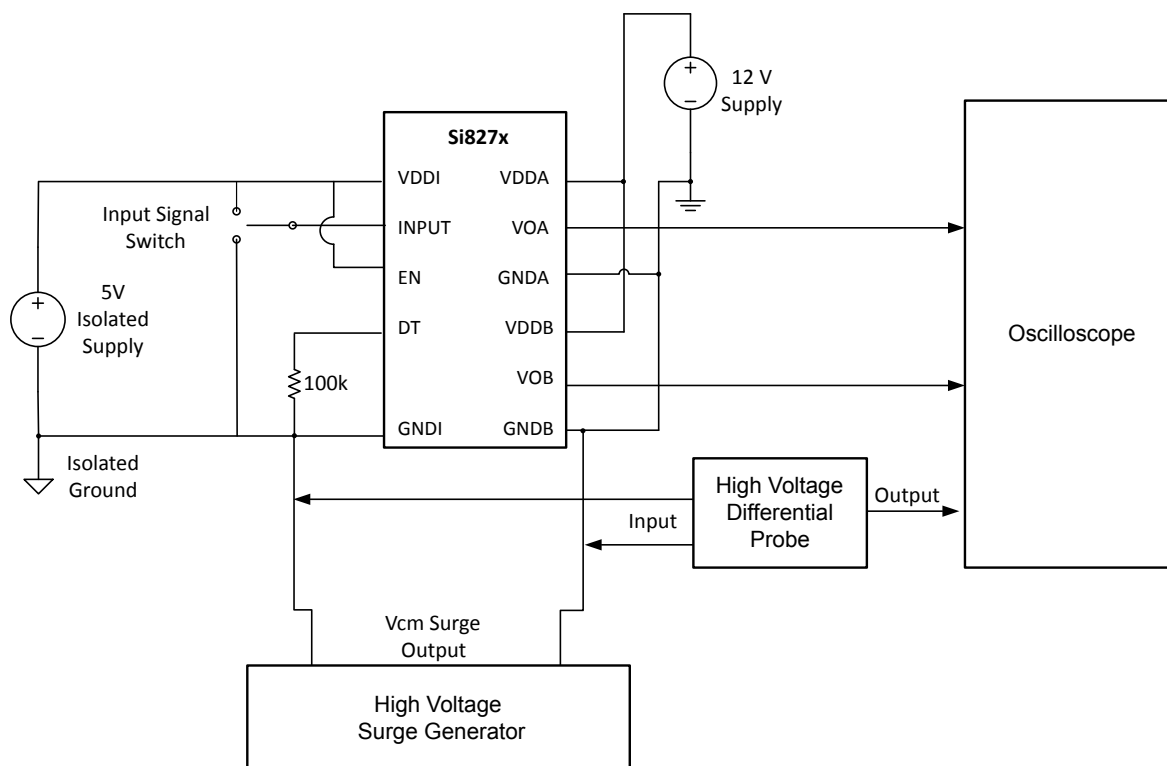 12 V
Supply
Si827x
VDDI
VDDA
Input Signal
Switch
INPUT
VOA
EN
GNDA
5V
Isolated
Supply
DT
VDDB
Oscilloscope
100k
VOB
GNDI
GNDB
Isolated
Ground
High Voltage
Differential
Probe
Output
Input
Vcm Surge
Output
High Voltage
Surge Generator
+
−
+
−